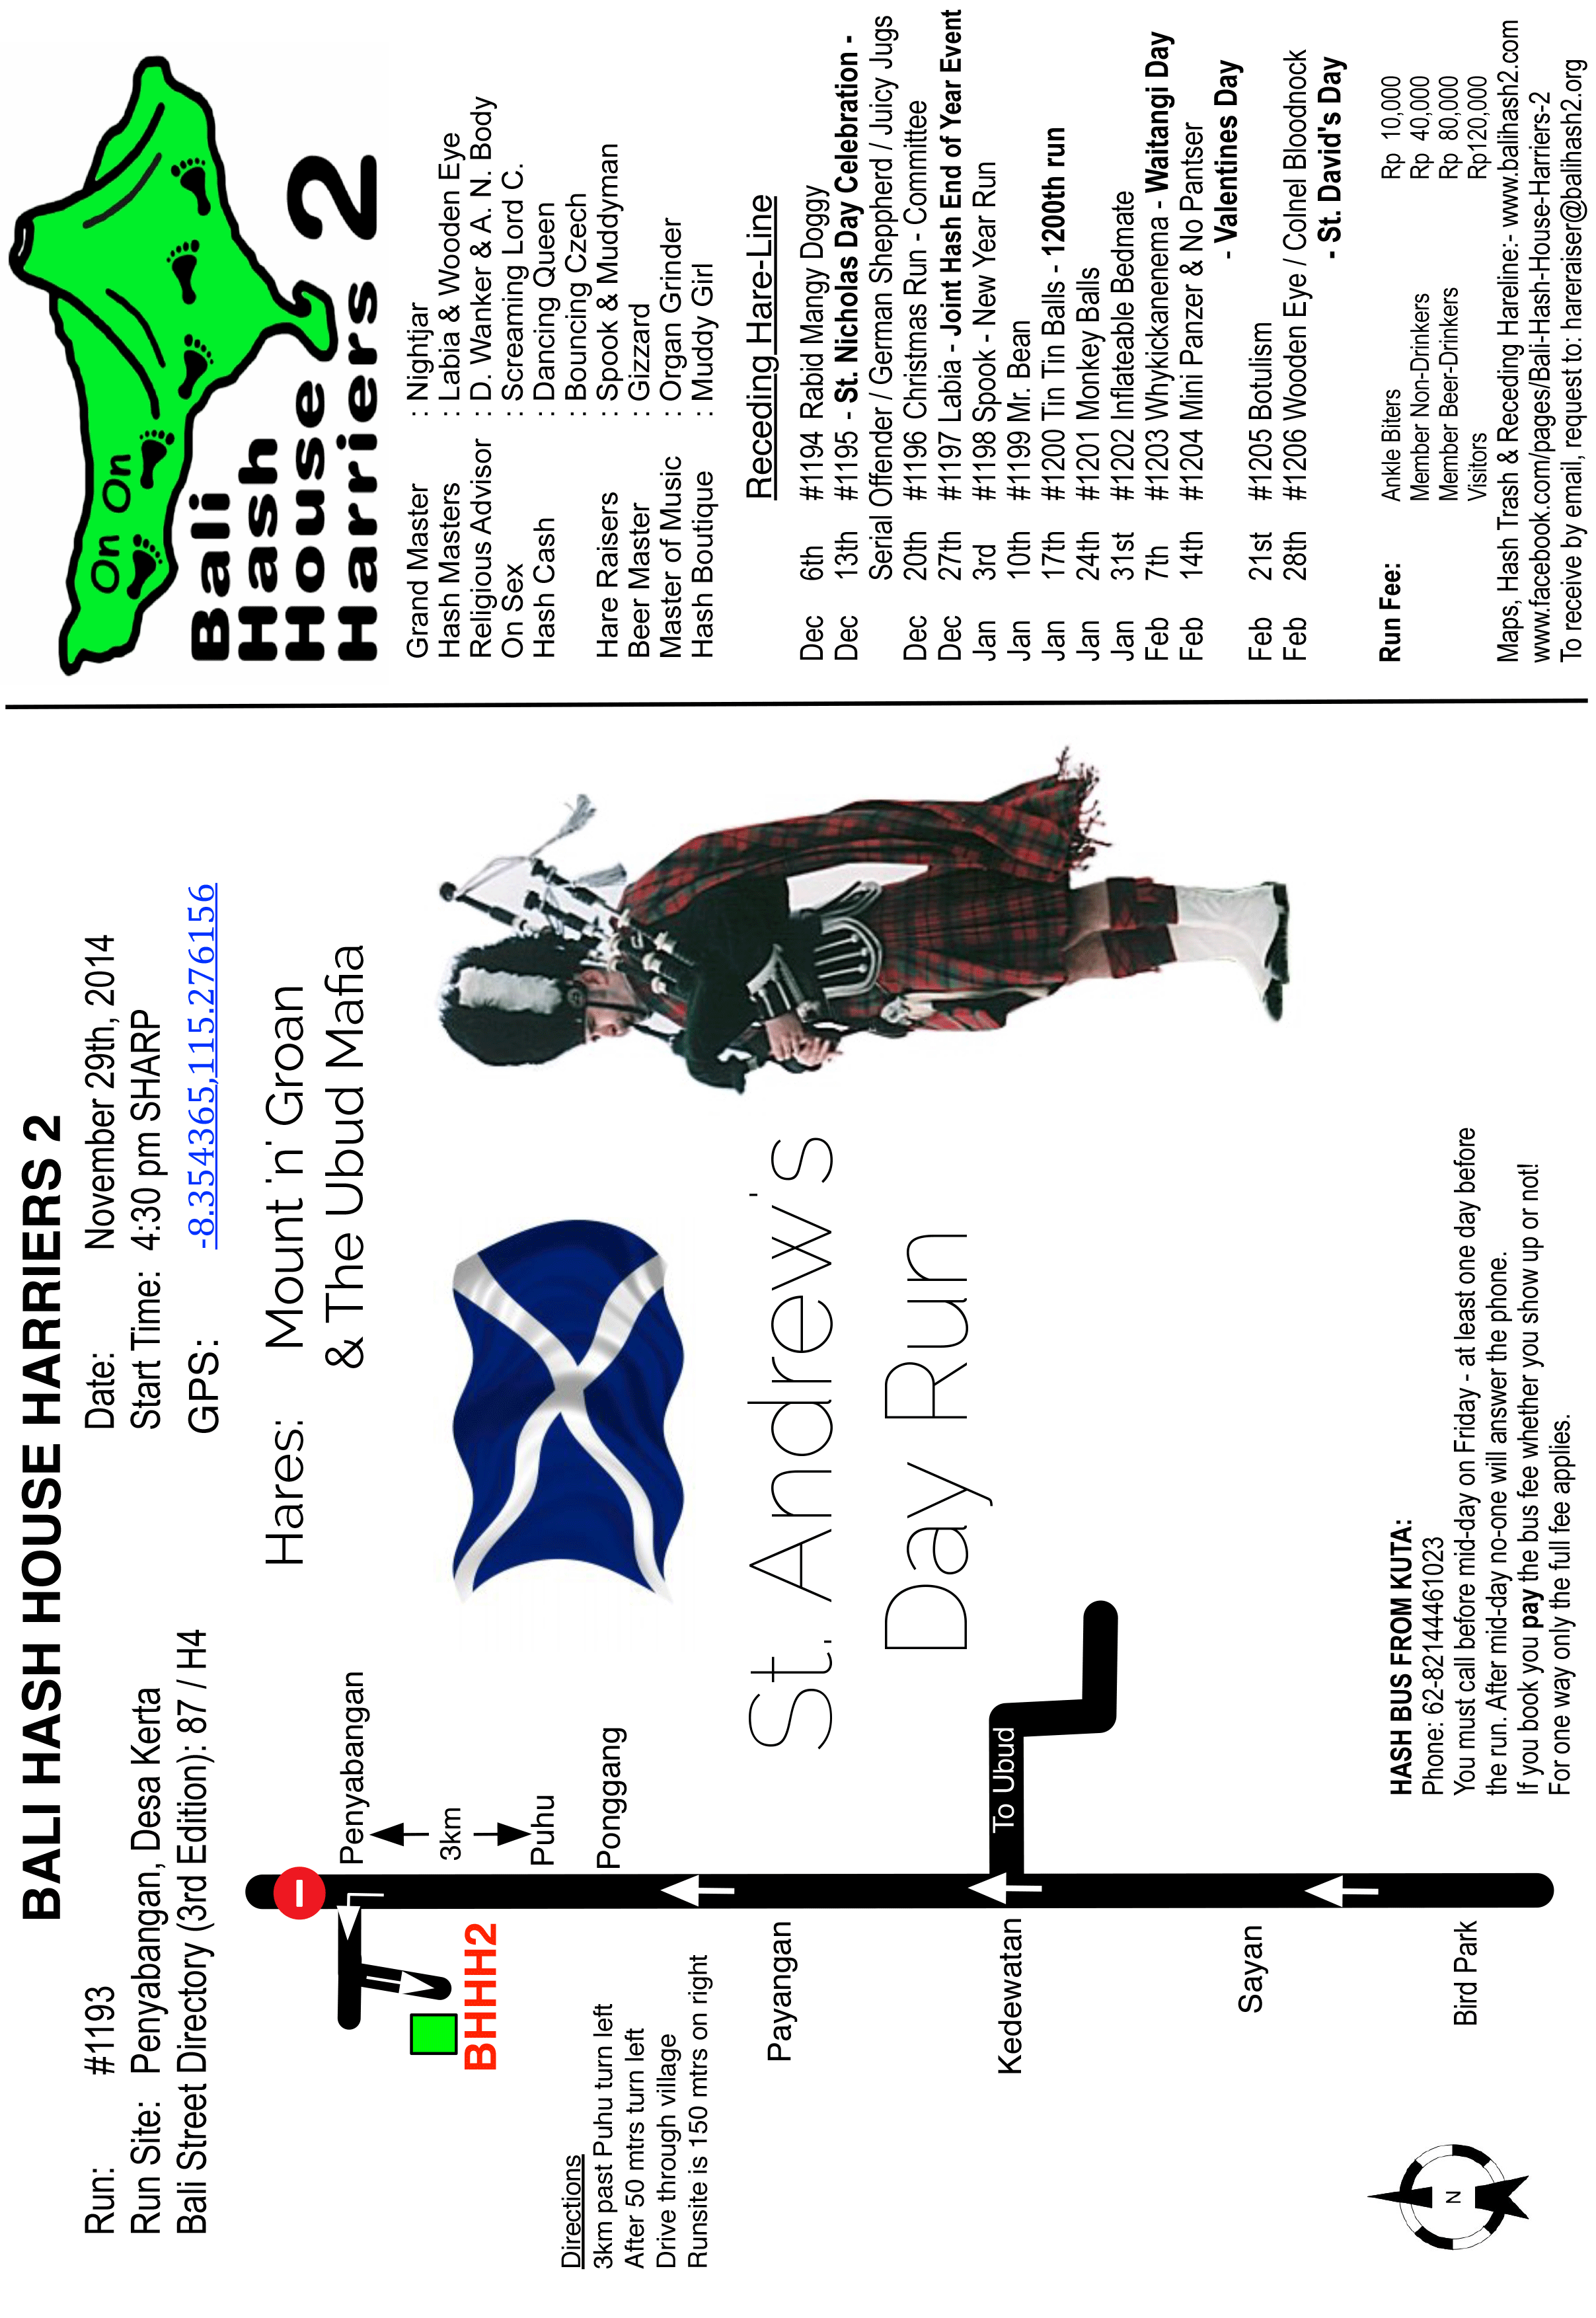 BALI HASH HOUSE HARRIERS 2
Run: #1193
Run Site: Penyabangan, Desa Kerta
Bali Street Directory (3rd Edition): 87 / H4
Date: November 29th, 2014
Start Time: 4:30 pm SHARP
GPS: -8.354365,115.276156
Hares: Mount 'n' Groan
& The Ubud Mafia
St. Andrew's
Day Run
Penyabangan
3km
Puhu
Ponggang
BHHH2
Directions
3km past Puhu turn left
After 50 mtrs turn left
Drive through village
Runsite is 150 mtrs on right
Payangan
To Ubud
Kedewatan
Sayan
Bird Park
N
HASH BUS FROM KUTA:
Phone: 62-82144461023
You must call before mid-day on Friday - at least one day before
the run. After mid-day no-one will answer the phone.
If you book you pay the bus fee whether you show up or not!
For one way only the full fee applies.
On On
Bali
Hash
House
Harriers 2
Grand Master : Nightjar
Hash Masters : Labia & Wooden Eye
Religious Advisor : D. Wanker & A. N. Body
On Sex : Screaming Lord C.
Hash Cash : Dancing Queen
: Bouncing Czech
Hare Raisers : Spook & Muddyman
Beer Master : Gizzard
Master of Music : Organ Grinder
Hash Boutique : Muddy Girl
Receding Hare-Line
Dec 6th #1194 Rabid Mangy Doggy
Dec 13th #1195 - St. Nicholas Day Celebration -
Serial Offender / German Shepperd / Juicy Jugs
Dec 20th #1196 Christmas Run - Committee
Dec 27th #1197 Labia - Joint Hash End of Year Event
Jan 3rd #1198 Spook - New Year Run
Jan 10th #1199 Mr. Bean
Jan 17th #1200 Tin Tin Balls - 1200th run
Jan 24th #1201 Monkey Balls
Jan 31st #1202 Inflateable Bedmate
Feb 7th #1203 Whykickanenema - Waitangi Day
Feb 14th #1204 Mini Panzer & No Pantser
- Valentines Day
Feb 21st #1205 Botulism
Feb 28th #1206 Wooden Eye / Colnel Bloodnock
- St. David's Day
Run Fee: Ankle Biters Rp 10,000
Member Non-Drinkers Rp 40,000
Member Beer-Drinkers Rp 80,000
Visitors Rp120,000
Maps, Hash Trash & Receding Hareline:- www.balihash2.com
www.facebook.com/pages/Bali-Hash-House-Harriers-2
To receive by email, request to: hareraiser@balihash2.org